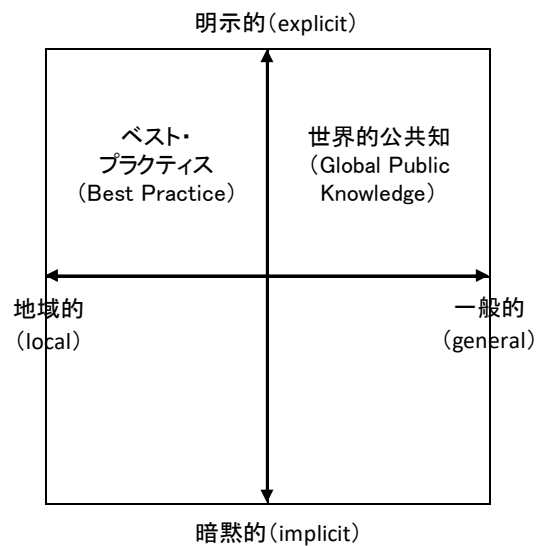 明示的(explicit)
ベスト・
プラクティス
(Best Practice)
世界的公共知
(Global Public
Knowledge)
地域的
(local)
一般的
(general)
暗黙的(implicit)